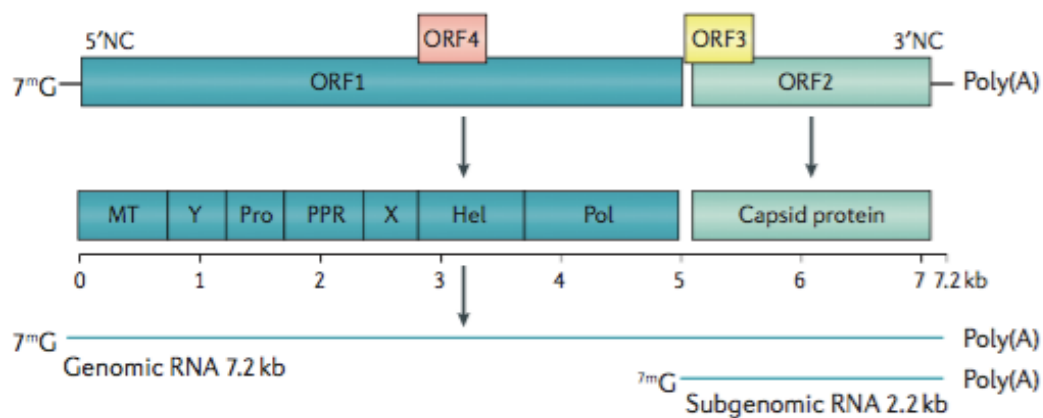 5′NC ORF4 ORF3 3′NC
7ᵐG ORF1 ORF2 Poly(A)
MT Y Pro PPR X Hel Pol Capsid protein
0 1 2 3 4 5 6 7 7.2 kb
7ᵐG Poly(A)
Genomic RNA 7.2 kb
7ᵐG Poly(A)
Subgenomic RNA 2.2 kb